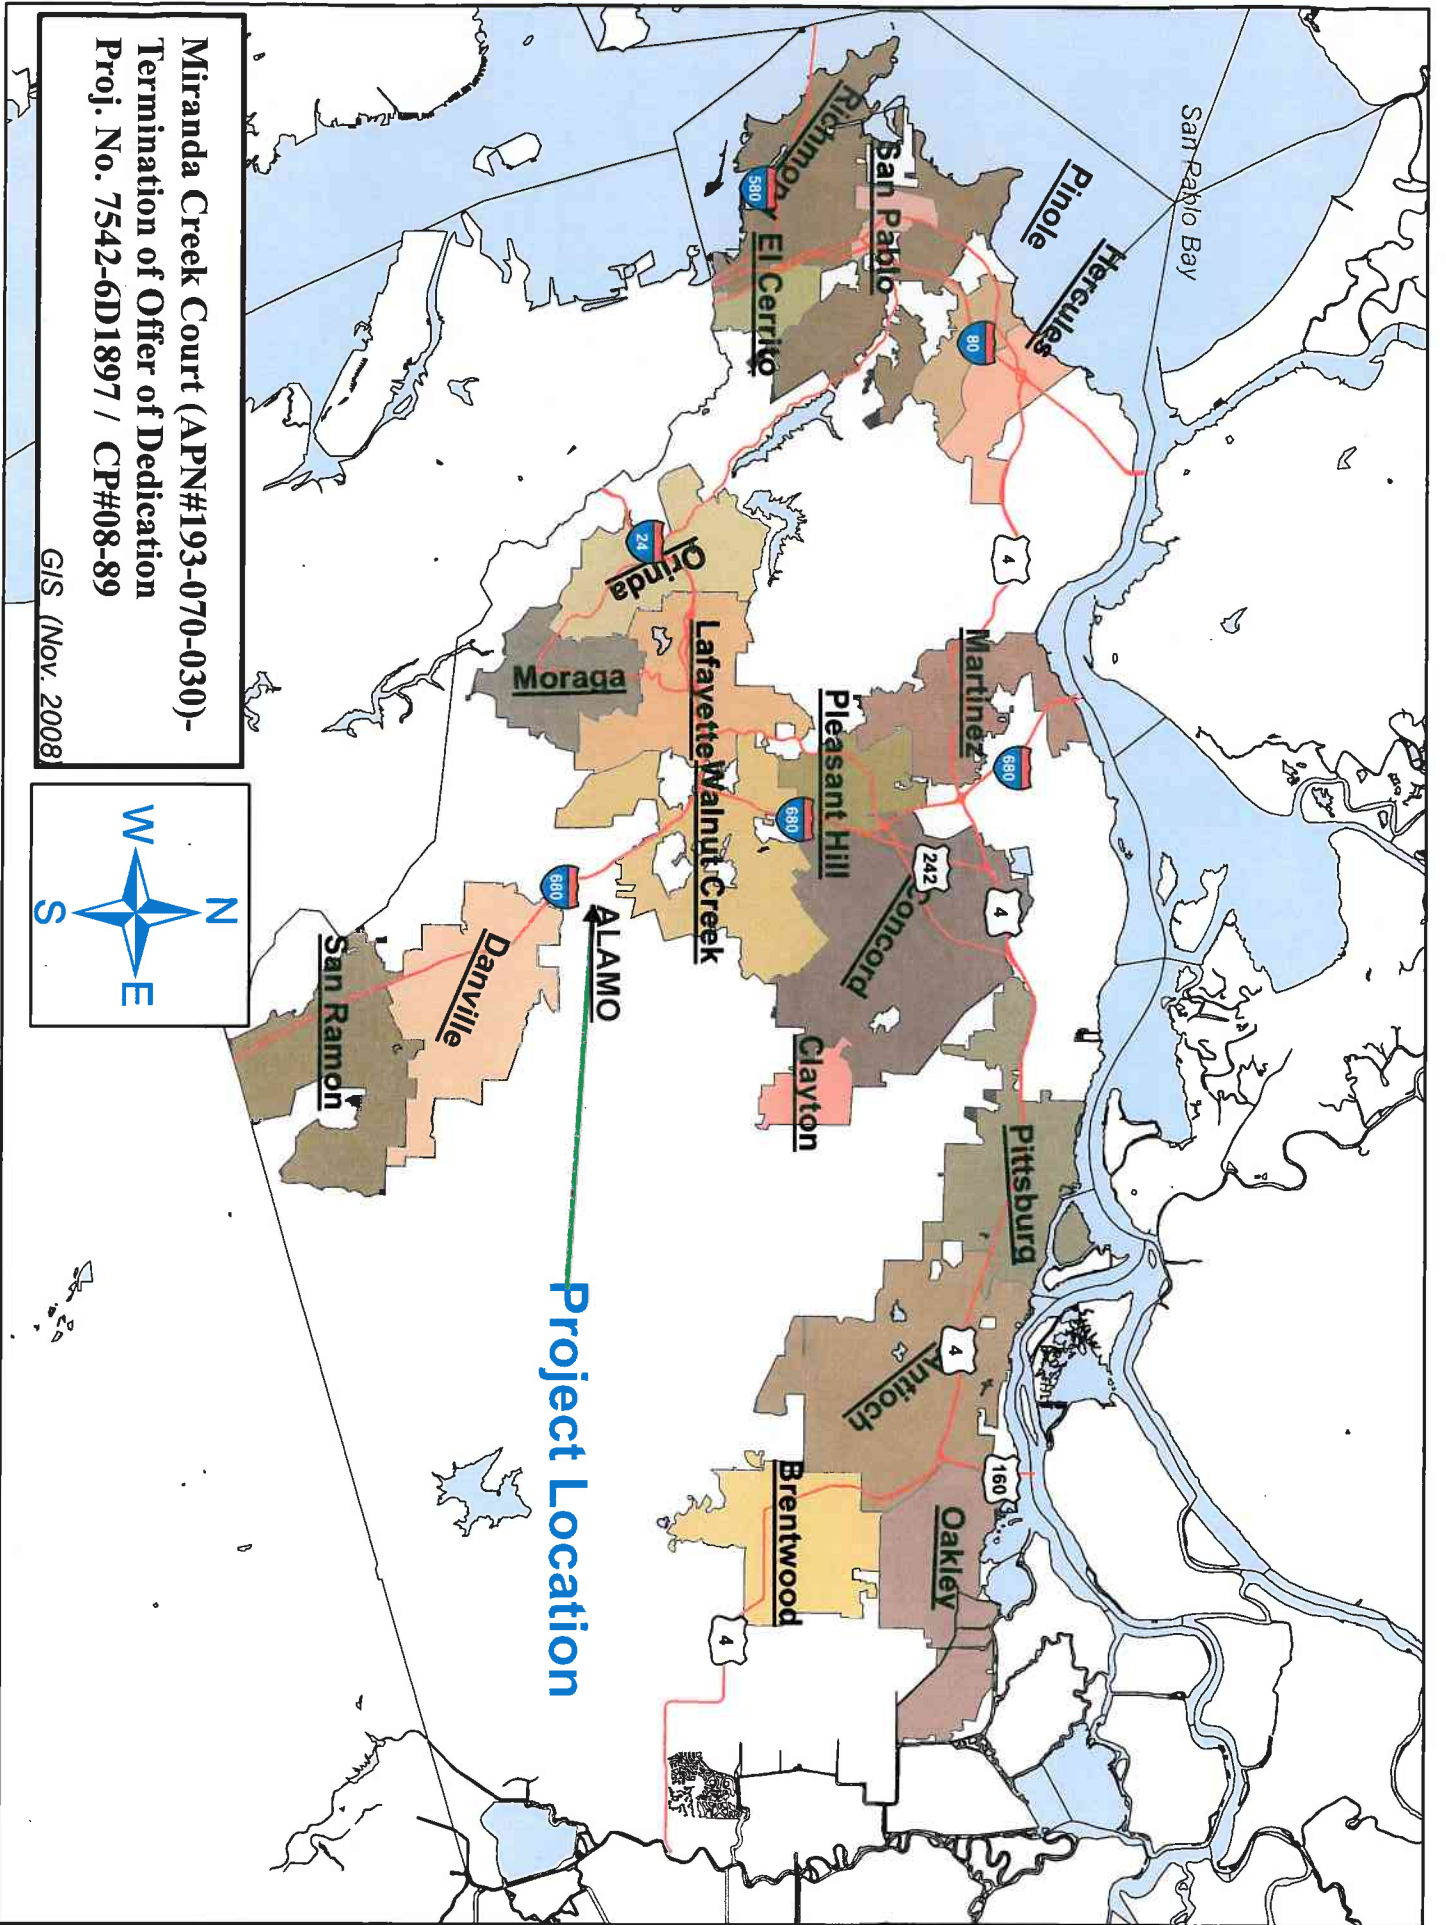 San Pablo Bay
Pinole
Hercules
Richmond
San Pablo
El Cerrito
580
80
4
Martinez
680
Pleasant Hill
680
242
4
Concord
Clayton
Pittsburg
Antioch
4
160
Oakley
Brentwood
4
Orinda
24
Lafayette
Walnut Creek
Moraga
680
ALAMO
Danville
San Ramon
Project Location
Miranda Creek Court (APN#193-070-030)-
Termination of Offer of Dedication
Proj. No. 7542-6D1897 / CP#08-89
GIS (Nov. 2008)
N
W
E
S